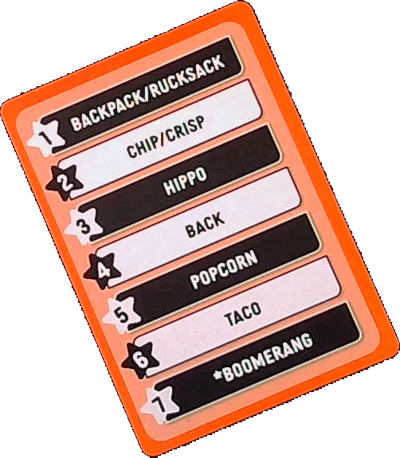 1 BACKPACK/RUCKSACK
2 CHIP/CRISP
3 HIPPO
4 BACK
5 POPCORN
6 TACO
7 *BOOMERANG